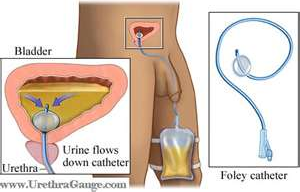 Bladder
Urine flows
down catheter
Urethra
Foley catheter
www.UrethraGange.com